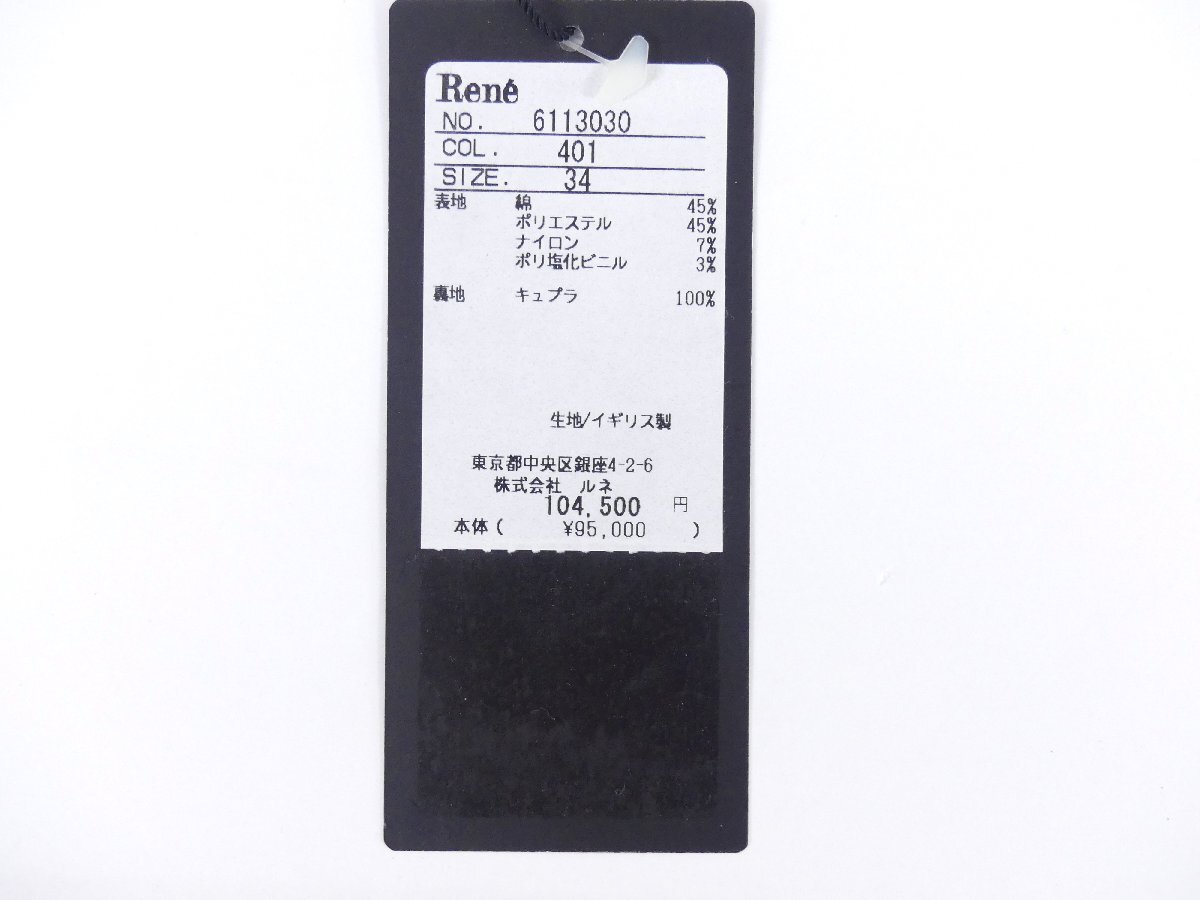 René
NO. 6113030
COL. 401
SIZE. 34
表地 綿 45%
ポリエステル 45%
ナイロン 7%
ポリ塩化ビニル 3%
裏地 キュプラ 100%
生地/イギリス製
東京都中央区銀座4-2-6
株式会社 ルネ
104,500 円
本体( ¥95,000 )